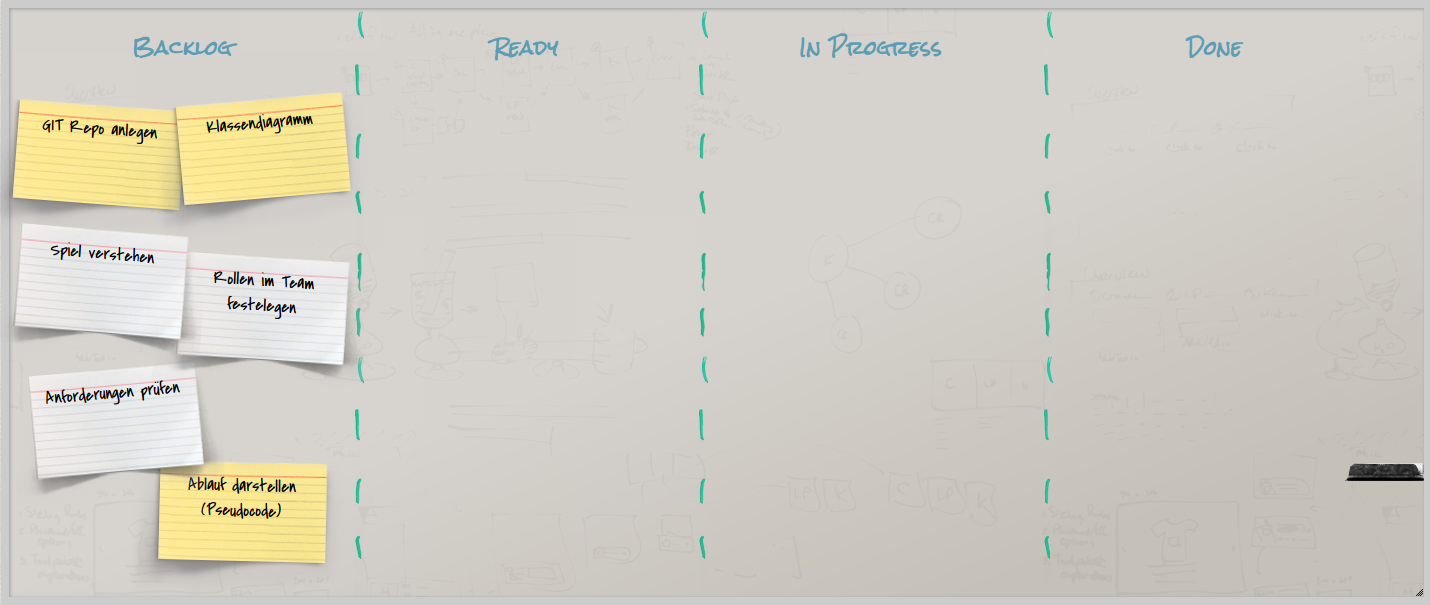 Backlog
Ready
In Progress
Done
GIT Repo anlegen
Klassendiagramm
Spiel verstehen
Rollen im Team
festelegen
Anforderungen prüfen
Ablauf darstellen
(Pseudocode)